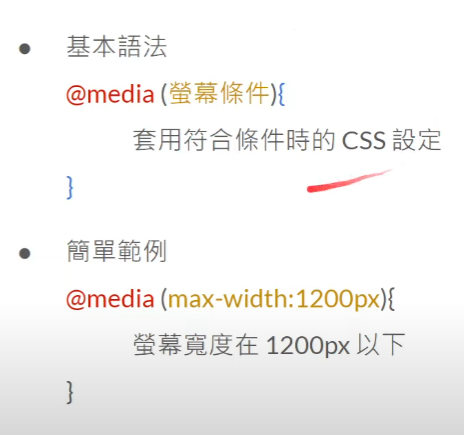 ● 基本語法
@media (螢幕條件){
套用符合條件時的 CSS 設定
}
● 簡單範例
@media (max-width:1200px){
螢幕寬度在 1200px 以下
}